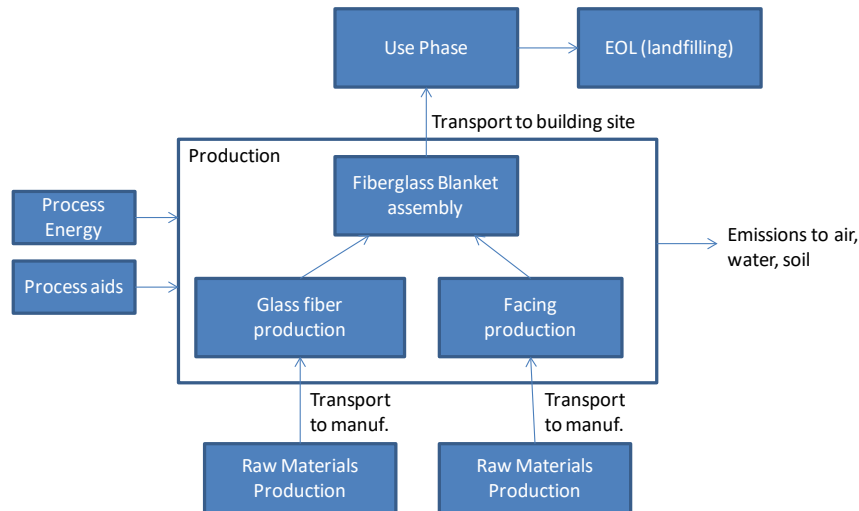 Use Phase
EOL (landfilling)
Transport to building site
Production
Fiberglass Blanket
assembly
Process
Energy
Emissions to air,
water, soil
Process aids
Glass fiber
production
Facing
production
Transport
to manuf.
Transport
to manuf.
Raw Materials
Production
Raw Materials
Production